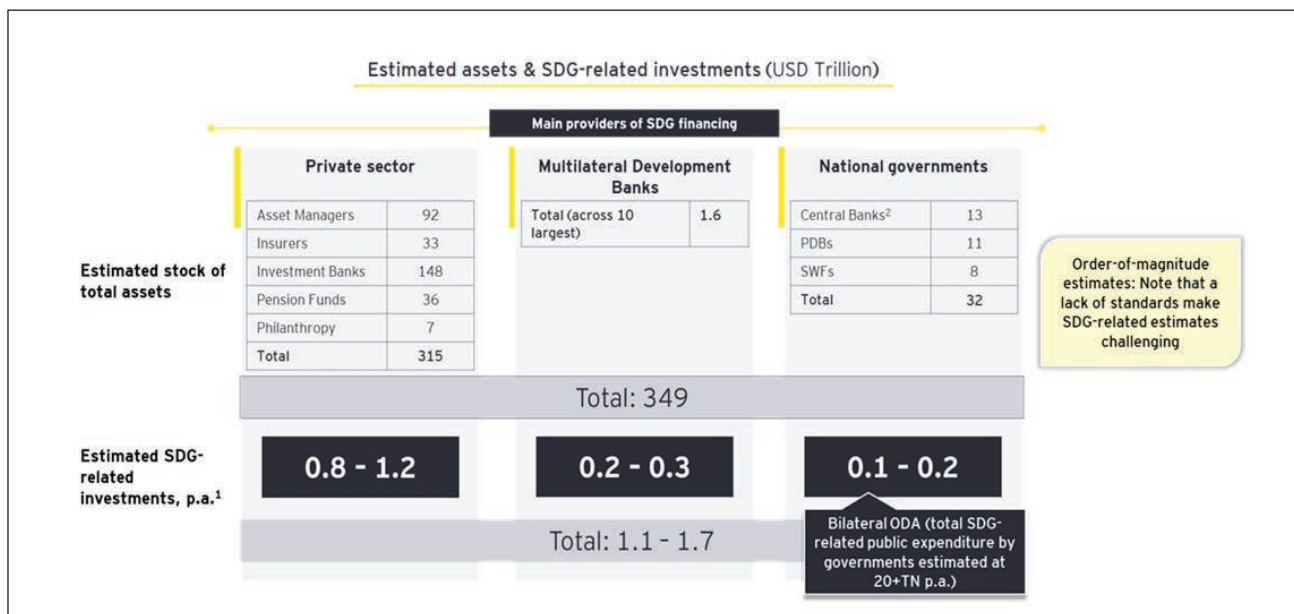 Estimated assets & SDG-related investments (USD Trillion)
Main providers of SDG financing
Private sector
Multilateral Development
Banks
National governments
Estimated stock of
total assets
Asset Managers 92
Insurers 33
Investment Banks 148
Pension Funds 36
Philanthropy 7
Total 315
Total (across 10 1.6
largest)
Central Banks² 13
PDBs 11
SWFs 8
Total 32
Order-of-magnitude
estimates: Note that a
lack of standards make
SDG-related estimates
challenging
Total: 349
Estimated SDG-
related
investments, p.a.¹
0.8 - 1.2
0.2 - 0.3
0.1 - 0.2
Total: 1.1 - 1.7
Bilateral ODA (total SDG-
related public expenditure by
governments estimated at
20+TN p.a.)